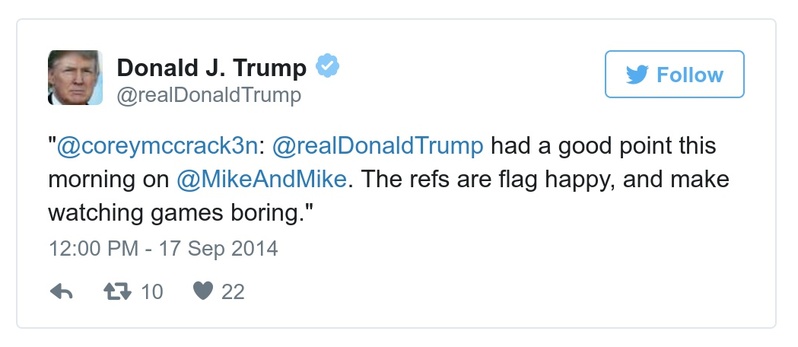 Donald J. Trump
@realDonaldTrump
Follow
"@coreymccrack3n: @realDonaldTrump had a good point this
morning on @MikeAndMike. The refs are flag happy, and make
watching games boring."
12:00 PM - 17 Sep 2014
10 22